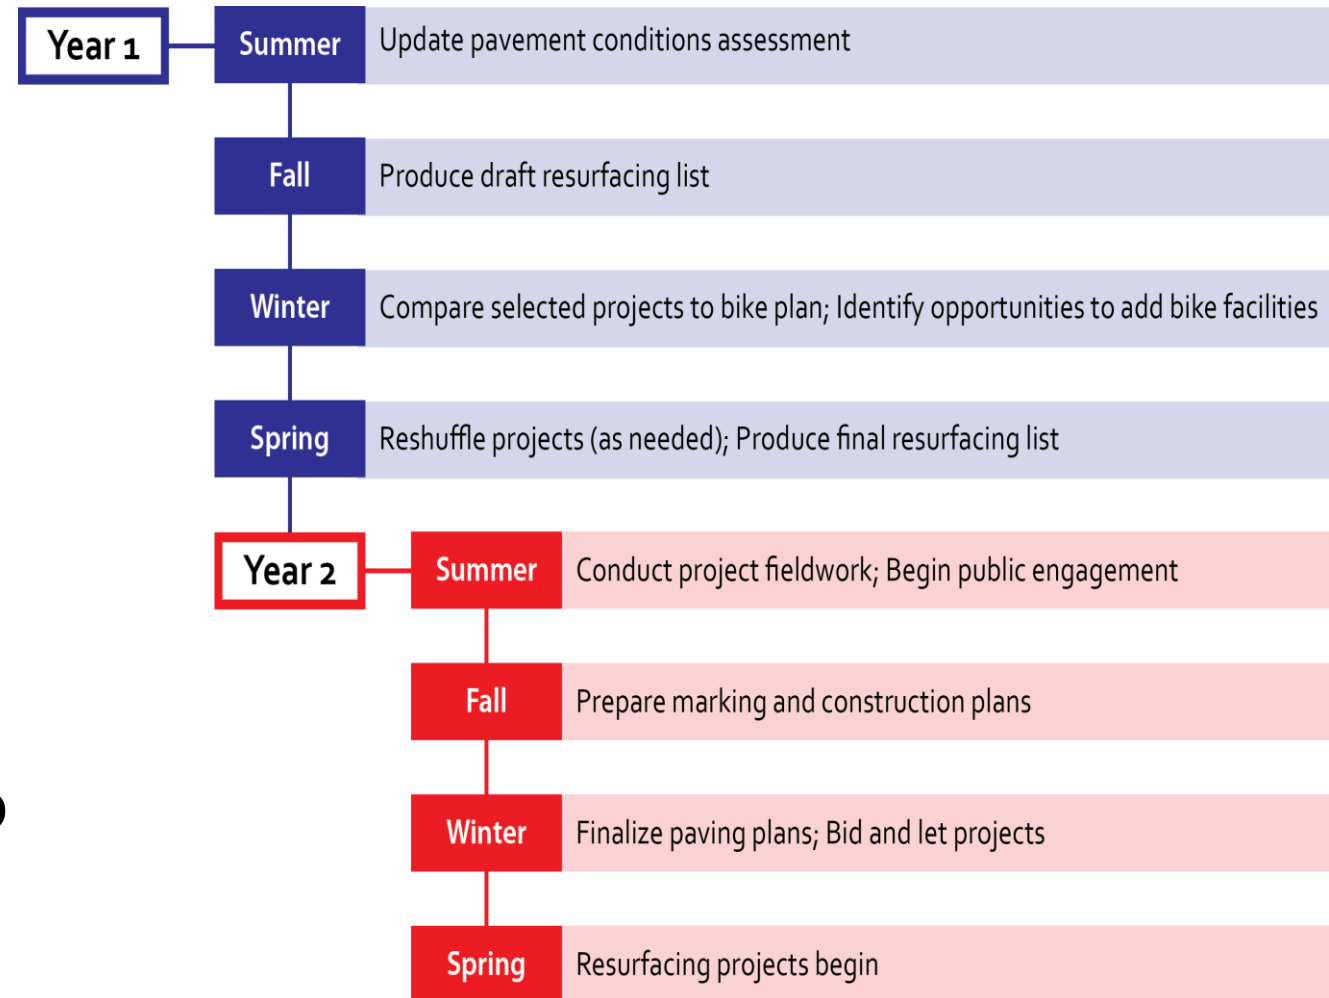 Year 1
Summer
Update pavement conditions assessment
Fall
Produce draft resurfacing list
Winter
Compare selected projects to bike plan; Identify opportunities to add bike facilities
Spring
Reshuffle projects (as needed); Produce final resurfacing list
Year 2
Summer
Conduct project fieldwork; Begin public engagement
Fall
Prepare marking and construction plans
Winter
Finalize paving plans; Bid and let projects
Spring
Resurfacing projects begin